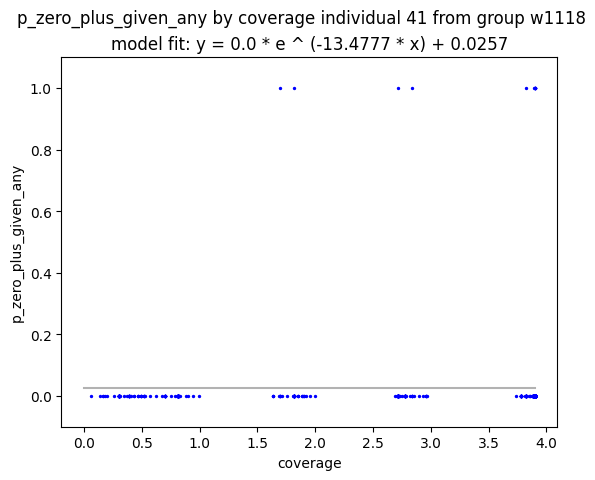 p_zero_plus_given_any by coverage individual 41 from group w1118
model fit: y = 0.0 * e ^ (-13.4777 * x) + 0.0257
1.0
0.8
0.6
0.4
0.2
0.0
p_zero_plus_given_any
0.0 0.5 1.0 1.5 2.0 2.5 3.0 3.5 4.0
coverage